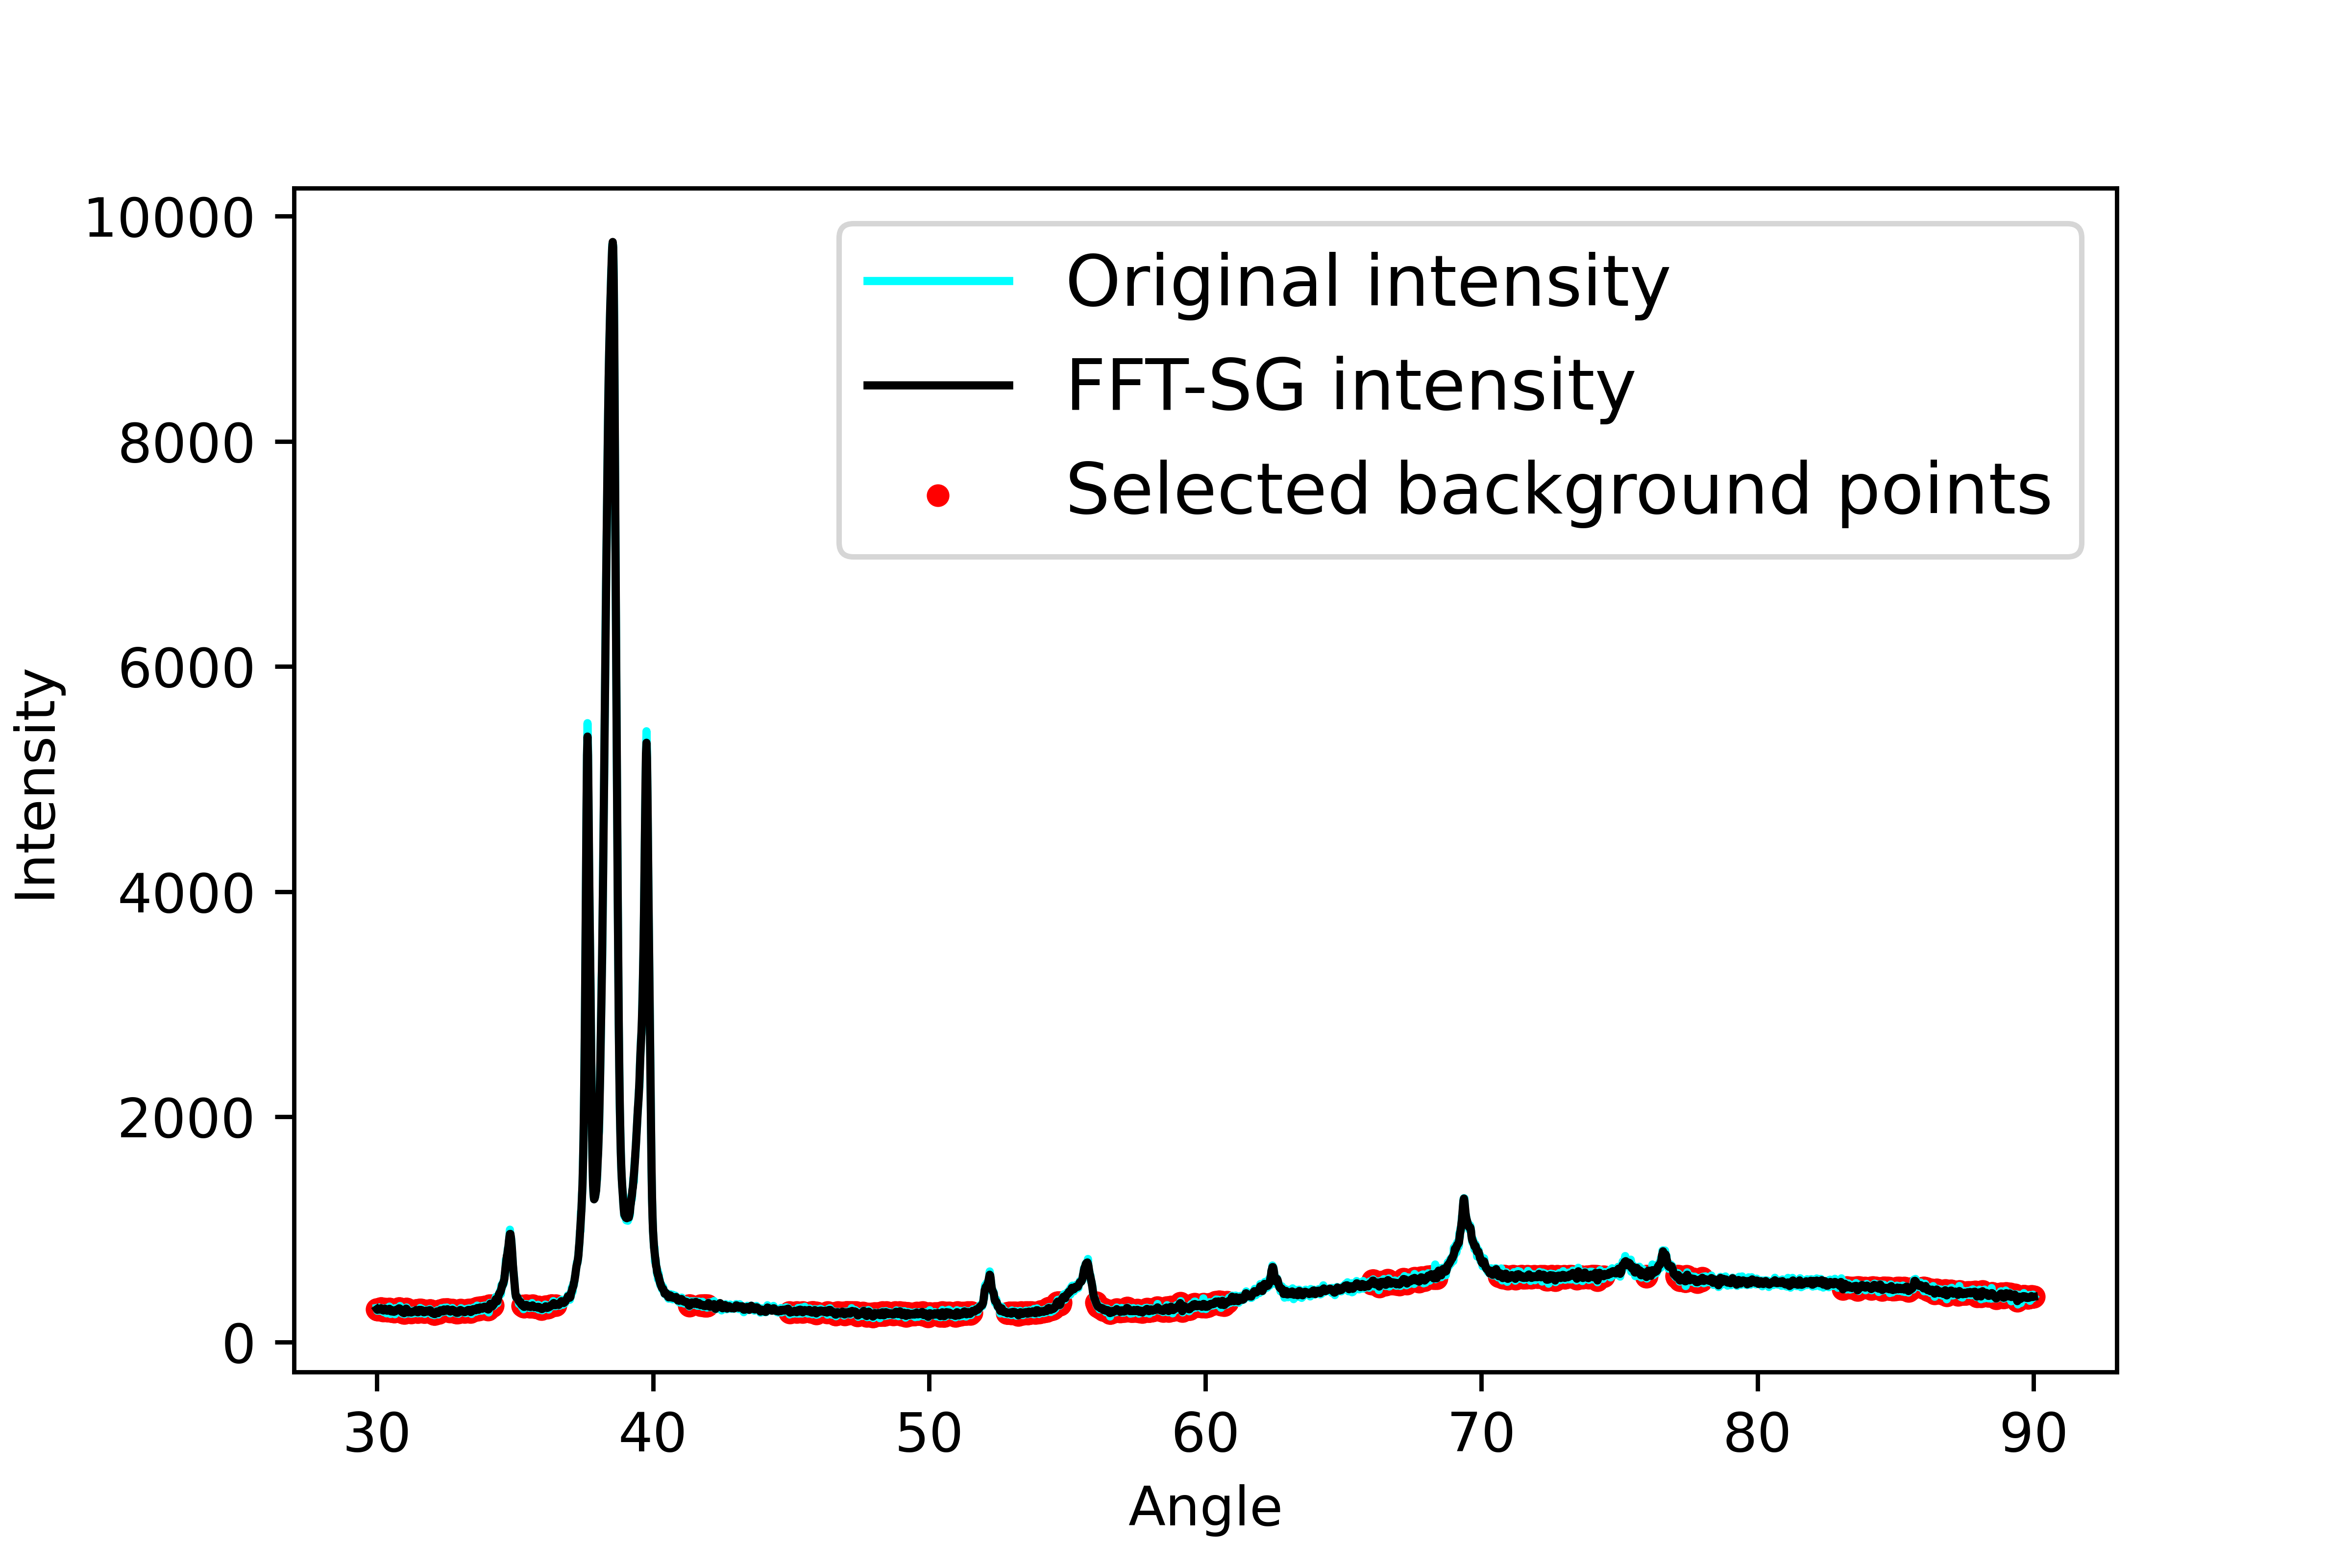 10000
8000
6000
4000
2000
0
Intensity
Original intensity
FFT-SG intensity
Selected background points
30 40 50 60 70 80 90
Angle